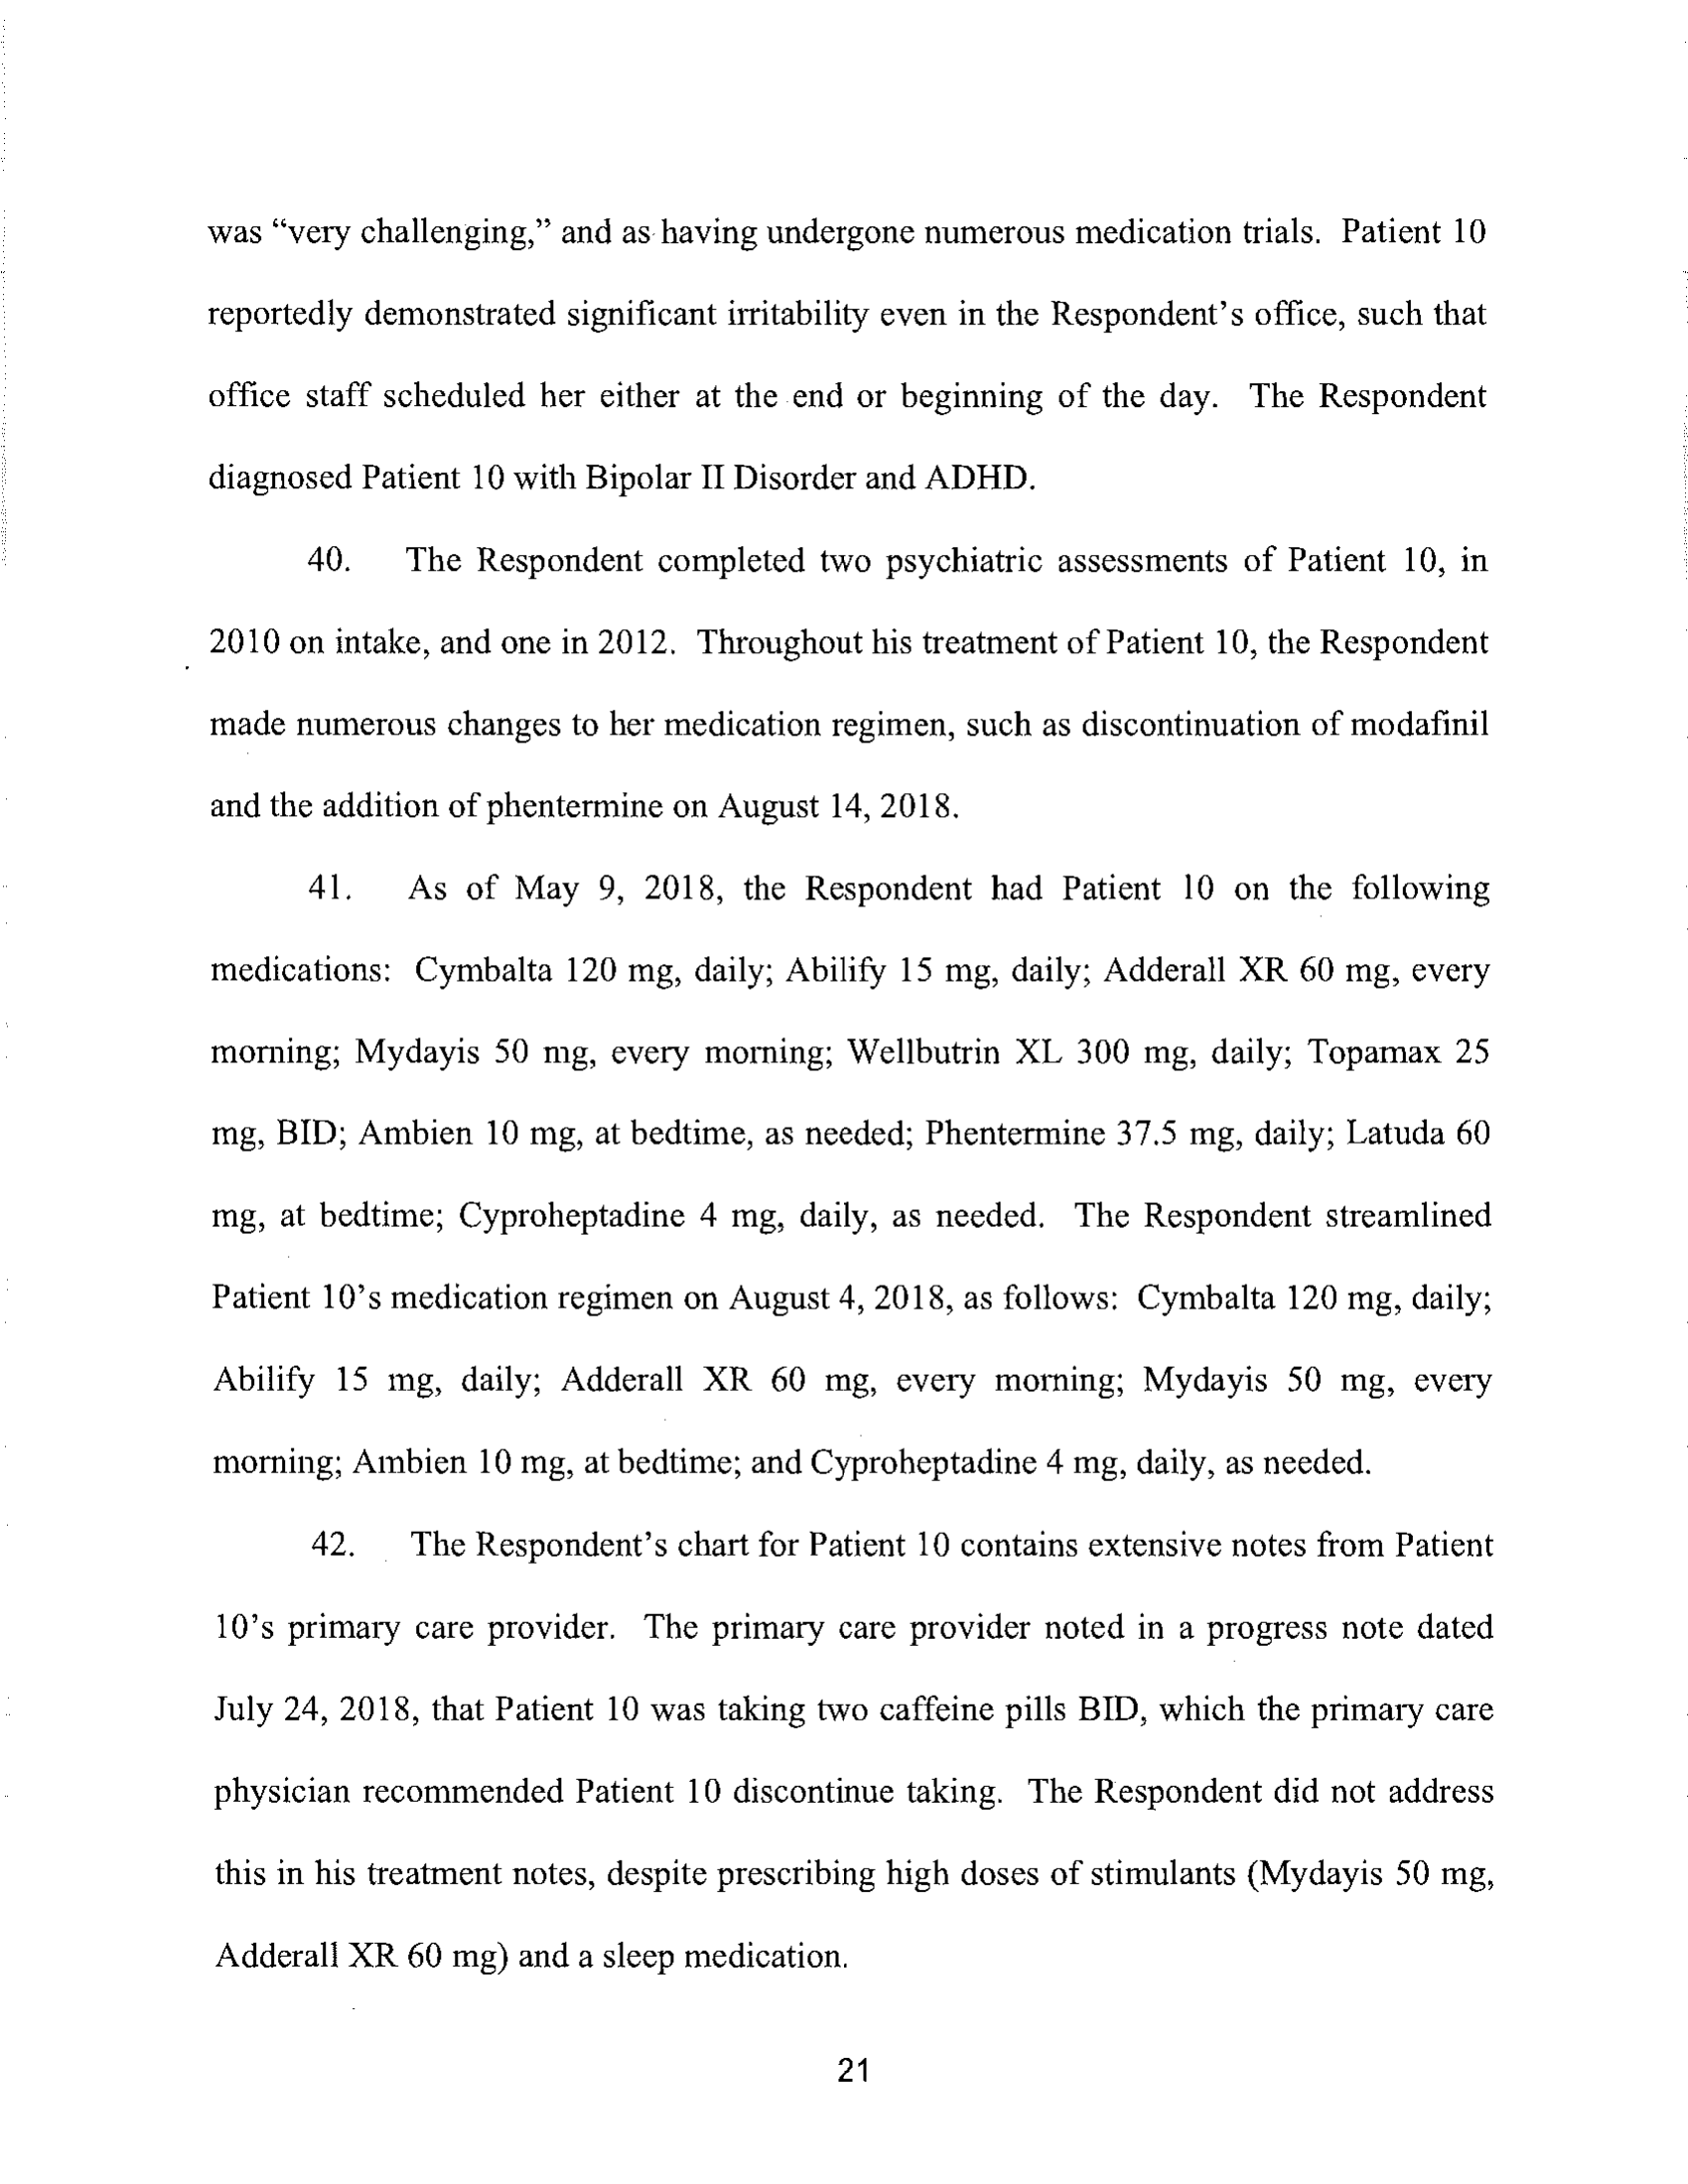 was “very challenging,” and as having undergone numerous medication trials. Patient 10
reportedly demonstrated significant irritability even in the Respondent’s office, such that
office staff scheduled her either at the end or beginning of the day. The Respondent
diagnosed Patient 10 with Bipolar II Disorder and ADHD.
40. The Respondent completed two psychiatric assessments of Patient 10, in
2010 on intake, and one in 2012. Throughout his treatment of Patient 10, the Respondent
made numerous changes to her medication regimen, such as discontinuation of modafinil
and the addition of phentermine on August 14, 2018.
41. As of May 9, 2018, the Respondent had Patient 10 on the following
medications: Cymbalta 120 mg, daily; Abilify 15 mg, daily; Adderall XR 60 mg, every
morning; Mydayis 50 mg, every morning; Wellbutrin XL 300 mg, daily; Topamax 25
mg, BID; Ambien 10 mg, at bedtime, as needed; Phentermine 37.5 mg, daily; Latuda 60
mg, at bedtime; Cyproheptadine 4 mg, daily, as needed. The Respondent streamlined
Patient 10’s medication regimen on August 4, 2018, as follows: Cymbalta 120 mg, daily;
Abilify 15 mg, daily; Adderall XR 60 mg, every morning; Mydayis 50 mg, every
morning; Ambien 10 mg, at bedtime; and Cyproheptadine 4 mg, daily, as needed.
42. The Respondent’s chart for Patient 10 contains extensive notes from Patient
10’s primary care provider. The primary care provider noted in a progress note dated
July 24, 2018, that Patient 10 was taking two caffeine pills BID, which the primary care
physician recommended Patient 10 discontinue taking. The Respondent did not address
this in his treatment notes, despite prescribing high doses of stimulants (Mydayis 50 mg,
Adderall XR 60 mg) and a sleep medication.
21